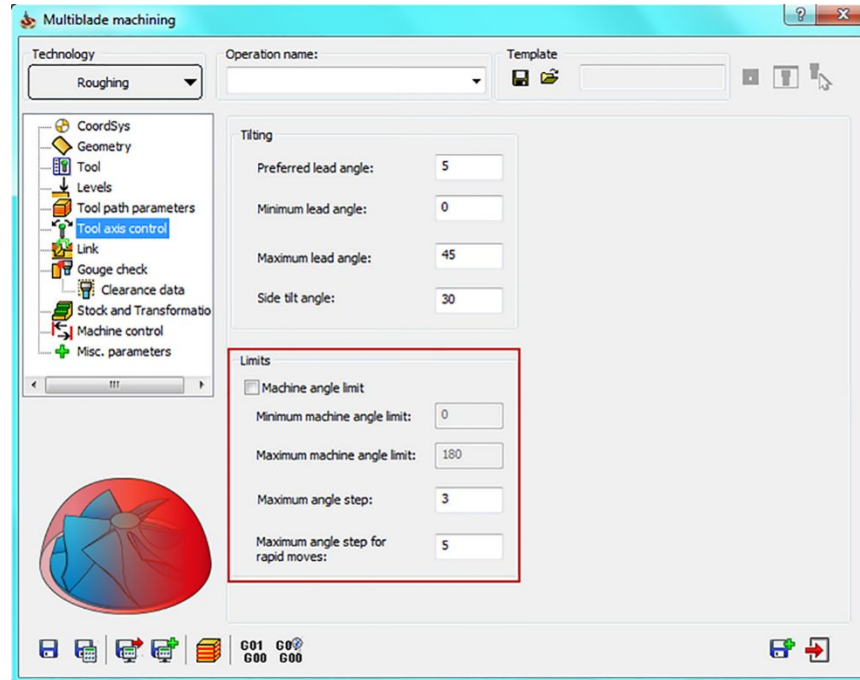 Multiblade machining
Technology
Operation name:
Template
Roughing
CoordSys
Geometry
Tool
Levels
Tool path parameters
Tool axis control
Link
Gouge check
Clearance data
Stock and Transformatio
Machine control
Misc. parameters
Tilting
Preferred lead angle: 5
Minimum lead angle: 0
Maximum lead angle: 45
Side tilt angle: 30
Limits
Machine angle limit
Minimum machine angle limit: 0
Maximum machine angle limit: 180
Maximum angle step: 3
Maximum angle step for
rapid moves: 5
G01 G0
G00 G00